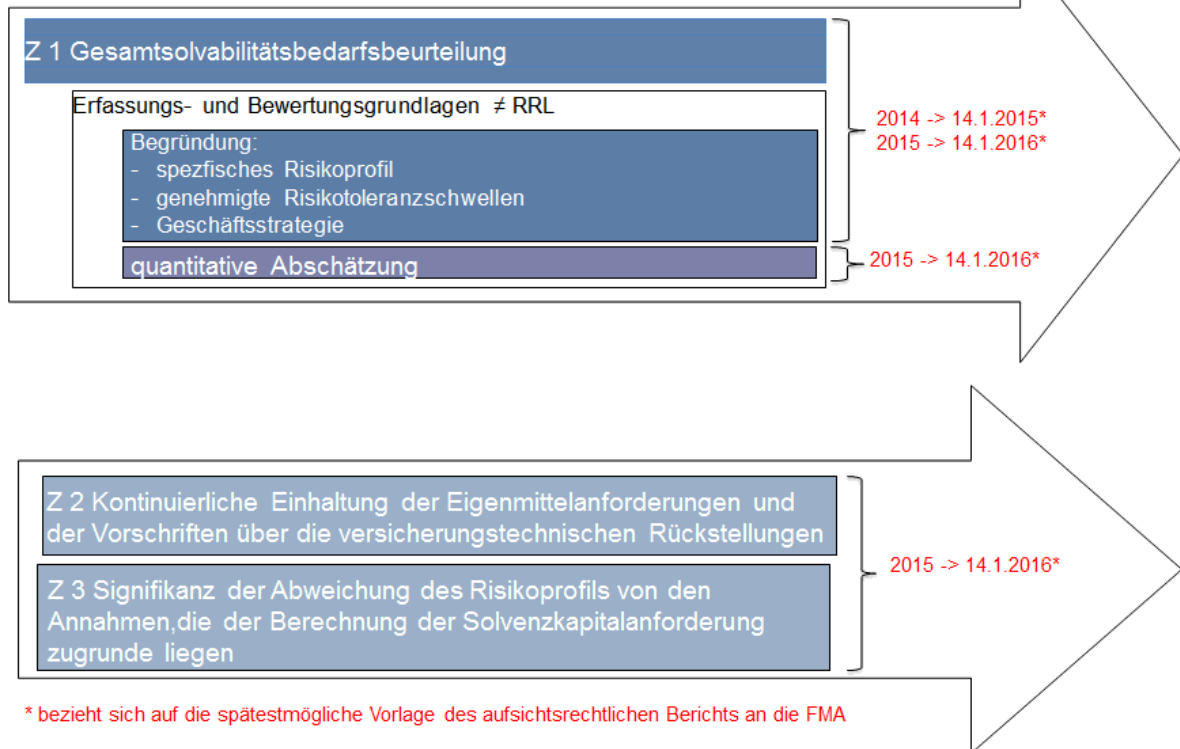 Z 1 Gesamtsolvabilitätsbedarfsbeurteilung
Erfassungs- und Bewertungsgrundlagen ≠ RRL
Begründung:
- spezfisches Risikoprofil
- genehmigte Risikotoleranzschwellen
- Geschäftsstrategie
2014 -> 14.1.2015*
2015 -> 14.1.2016*
quantitative Abschätzung
2015 -> 14.1.2016*
Z 2 Kontinuierliche Einhaltung der Eigenmittelanforderungen und
der Vorschriften über die versicherungstechnischen Rückstellungen
Z 3 Signifikanz der Abweichung des Risikoprofils von den
Annahmen,die der Berechnung der Solvenzkapitalanforderung
zugrunde liegen
2015 -> 14.1.2016*
* bezieht sich auf die spätestmögliche Vorlage des aufsichtsrechtlichen Berichts an die FMA